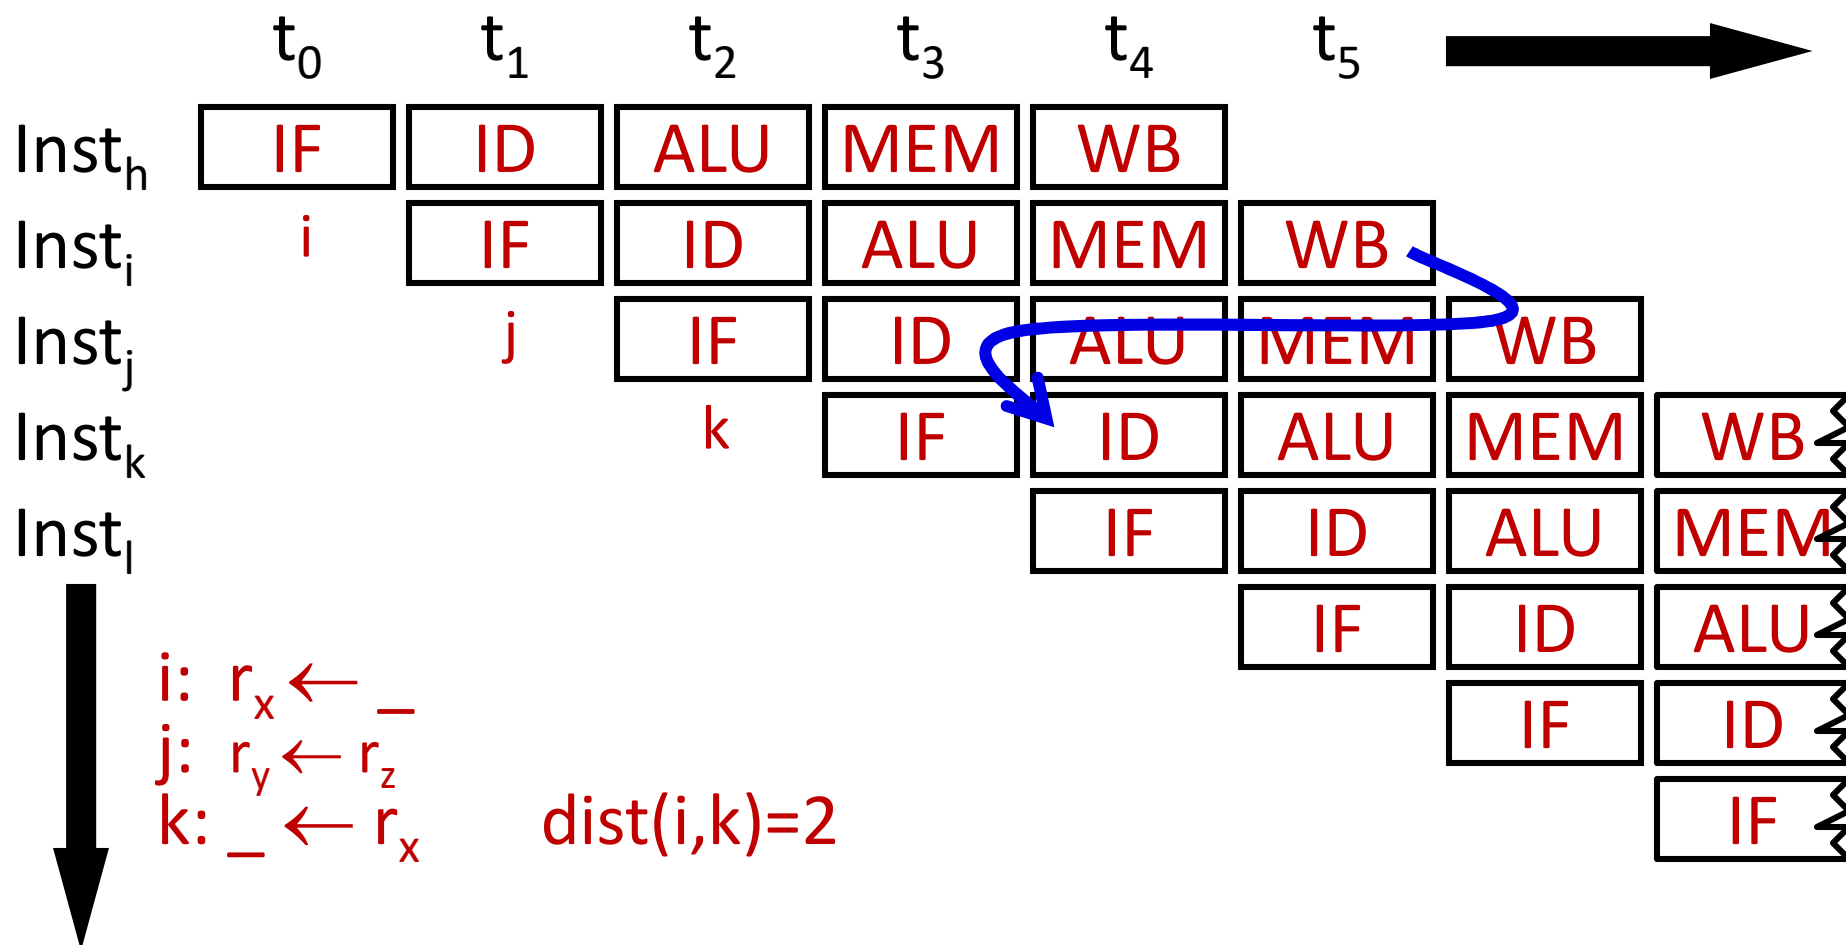 t0 t1 t2 t3 t4 t5
Insth IF ID ALU MEM WB
Insti i IF ID ALU MEM WB
Instj j IF ID ALU MEM WB
Instk k IF ID ALU MEM WB
Instl IF ID ALU MEM
IF ID ALU
i: rx ← _ IF ID
j: ry ← rz
k: _ ← rx dist(i,k)=2 IF